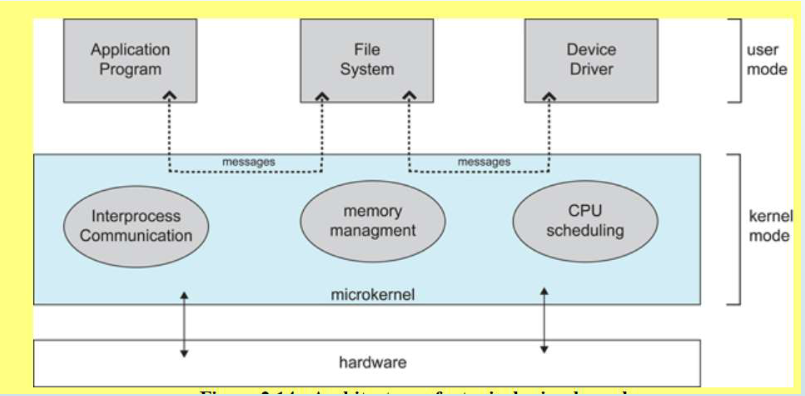 Application
Program
File
System
Device
Driver
user
mode
messages
messages
Interprocess
Communication
memory
managment
CPU
scheduling
kernel
mode
microkernel
hardware